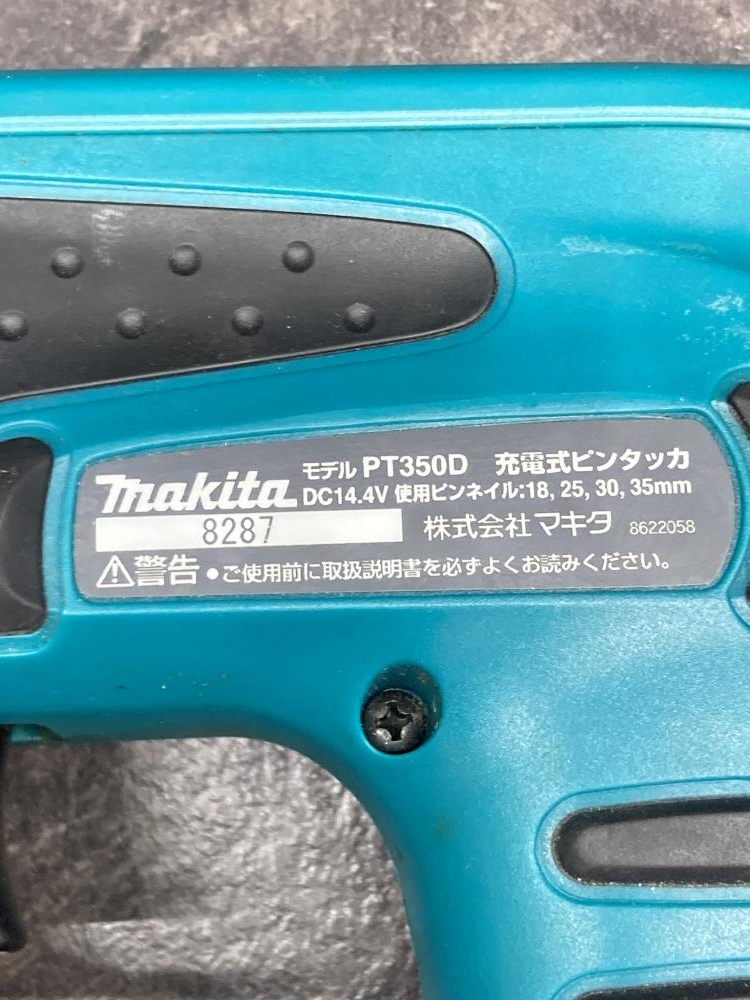 makita モデル PT350D 充電式ピンタッカ
DC14.4V 使用ピンネイル:18, 25, 30, 35mm
8287 株式会社 マキタ 8622058
⚠警告 ●ご使用前に取扱説明書を必ずよくお読みください。